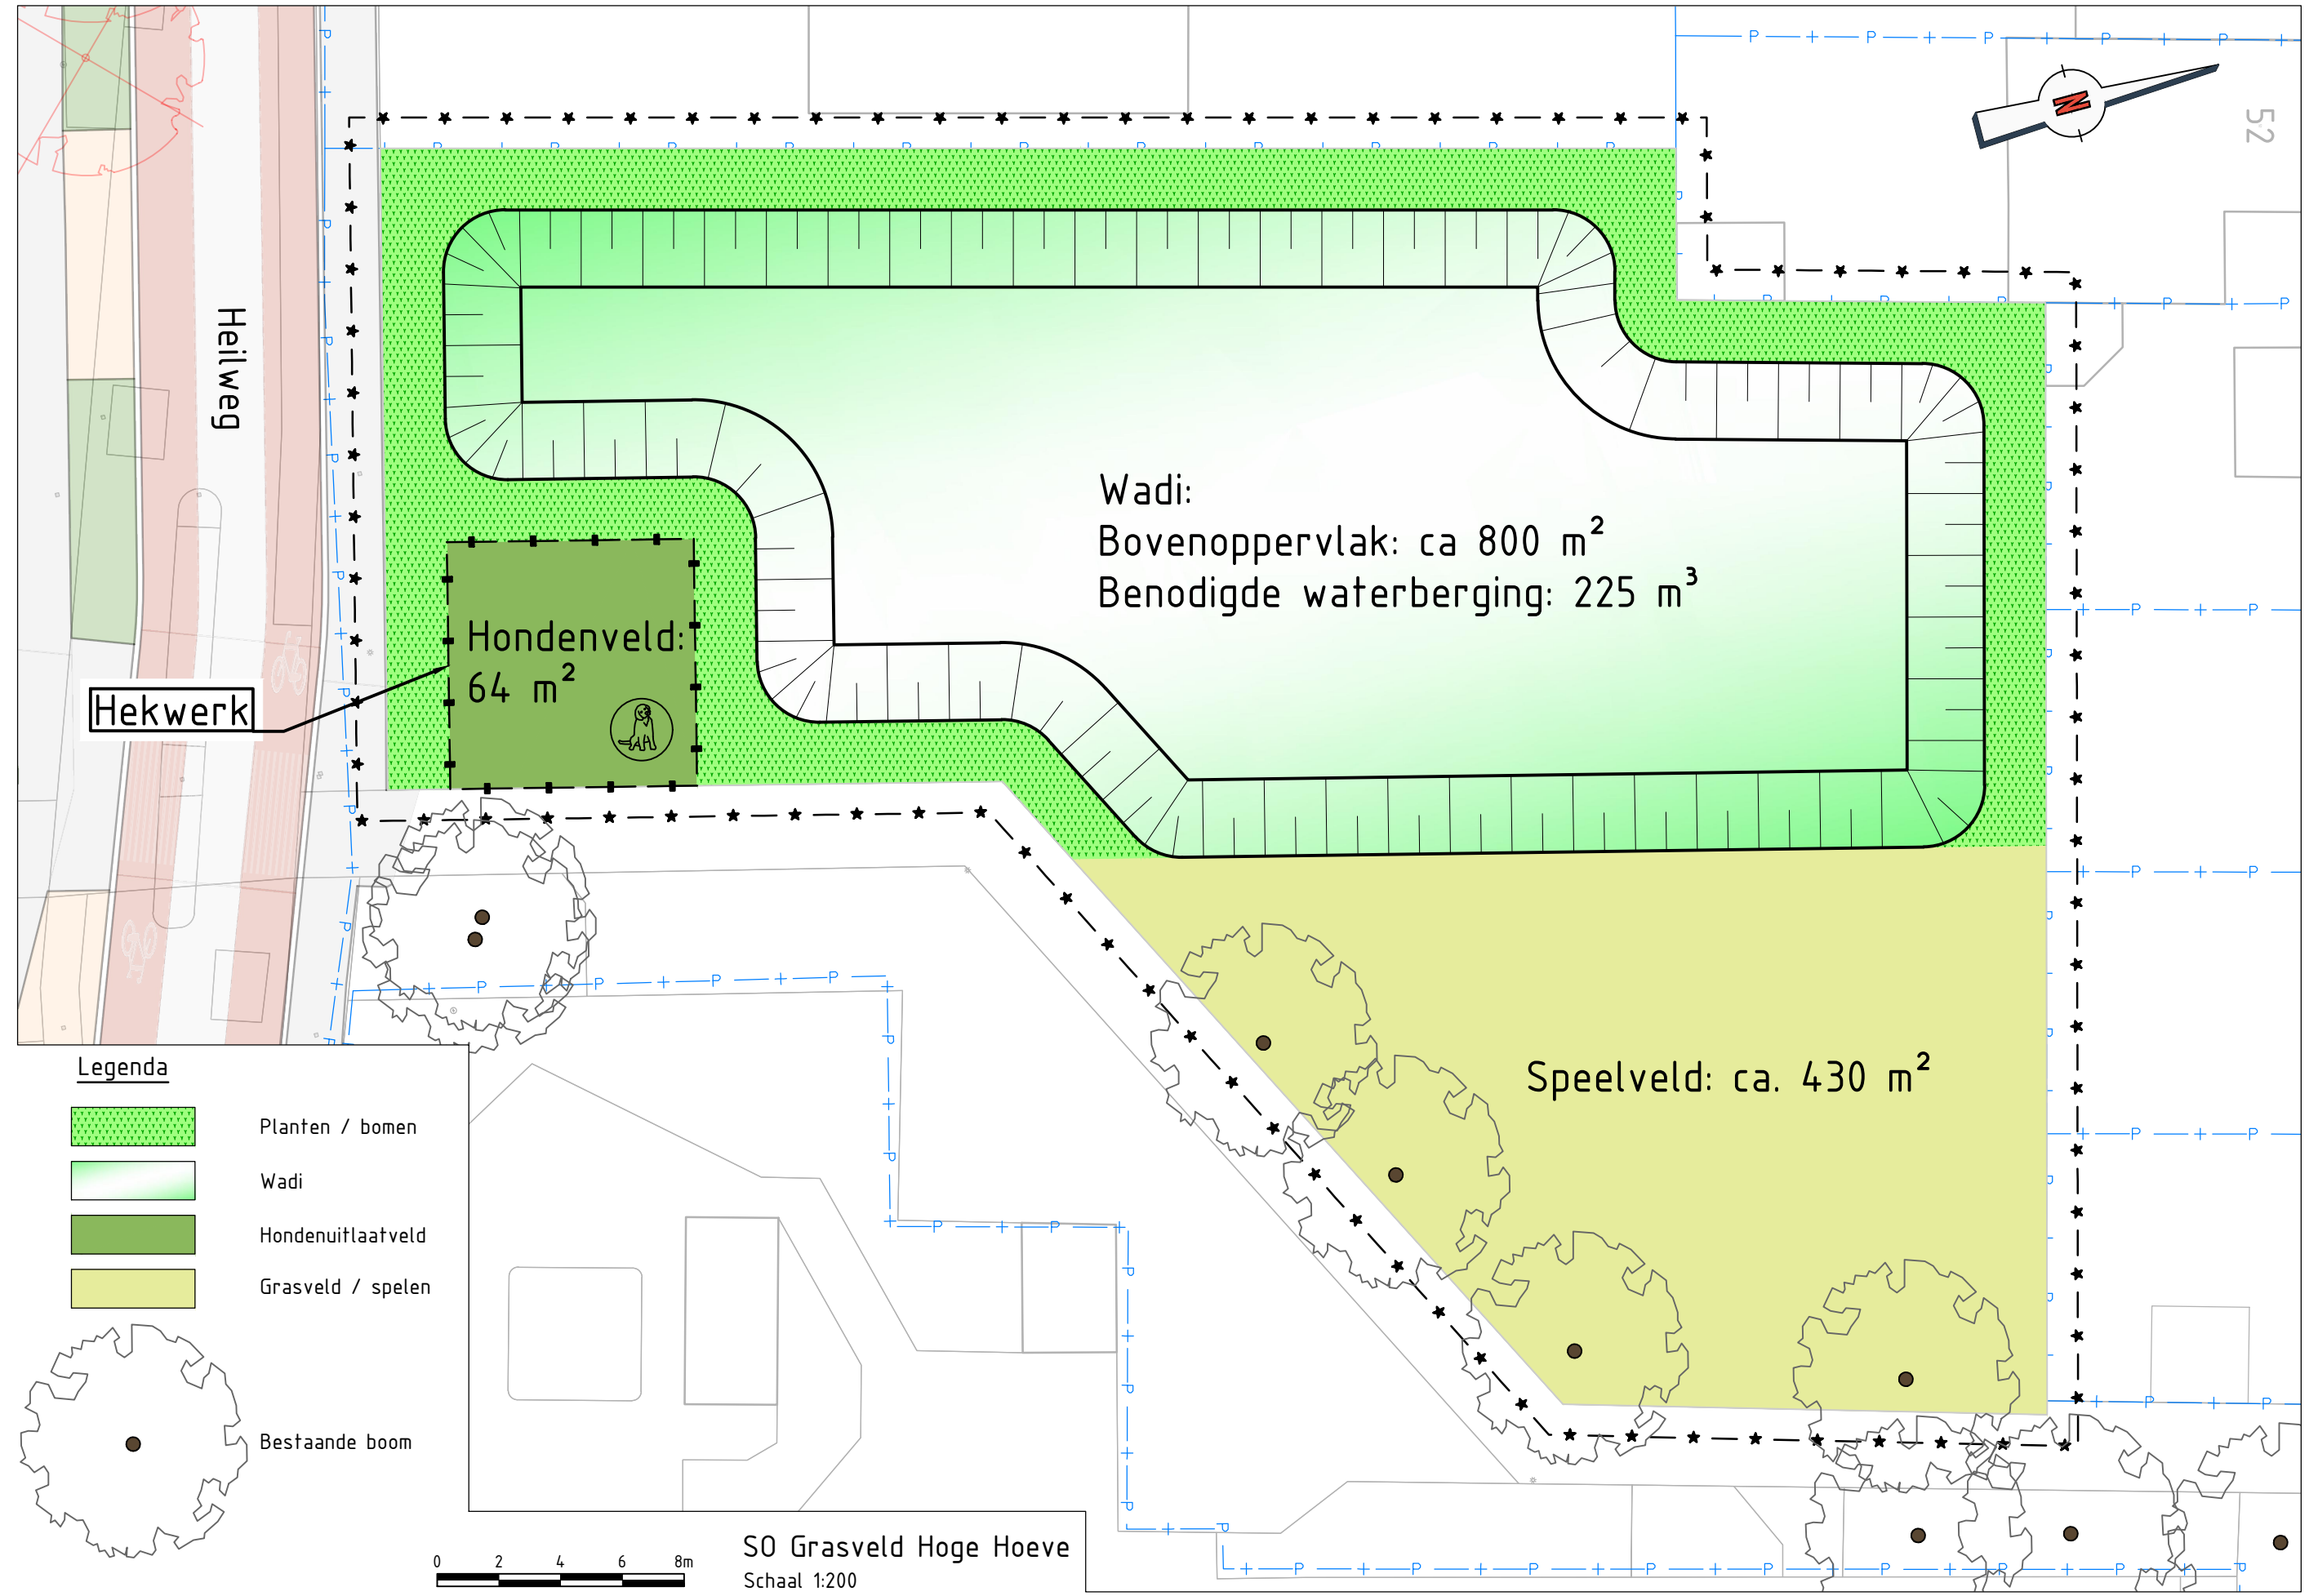 52
N
Heilweg
Wadi:
Bovenoppervlak: ca 800 m²
Benodigde waterberging: 225 m³
Hondenveld:
64 m²
Hekwerk
Speelveld: ca. 430 m²
Legenda
Planten / bomen
Wadi
Hondenuitlaatveld
Grasveld / spelen
Bestaande boom
0 2 4 6 8m
SO Grasveld Hoge Hoeve
Schaal 1:200